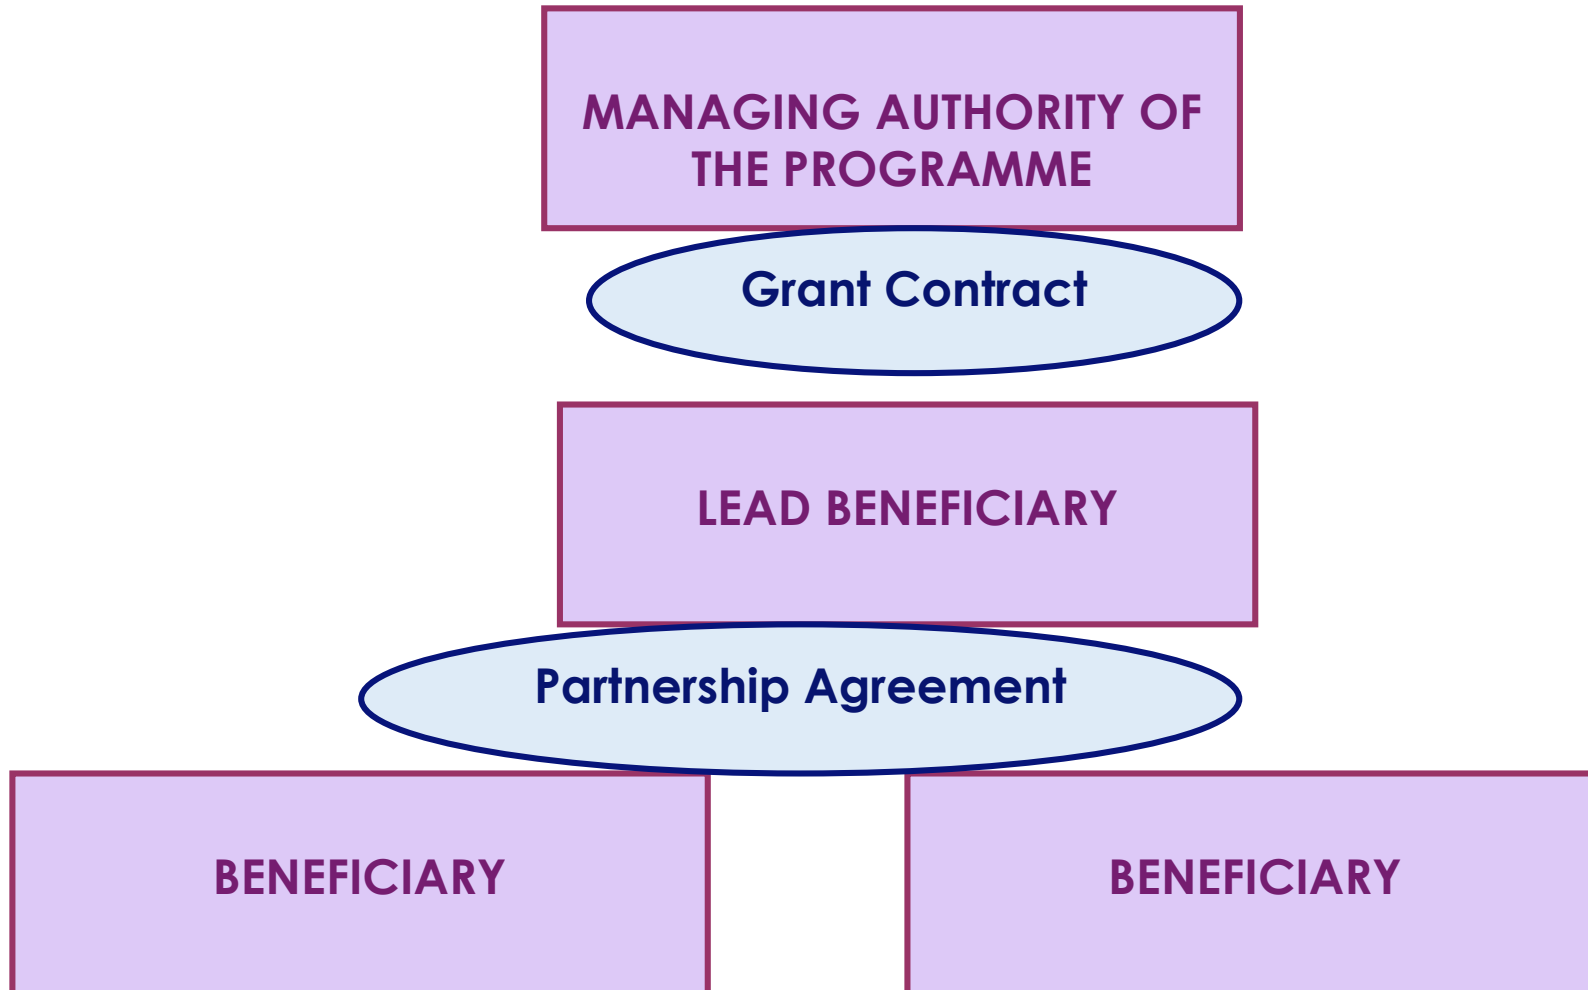 MANAGING AUTHORITY OF
THE PROGRAMME
Grant Contract
LEAD BENEFICIARY
Partnership Agreement
BENEFICIARY
BENEFICIARY